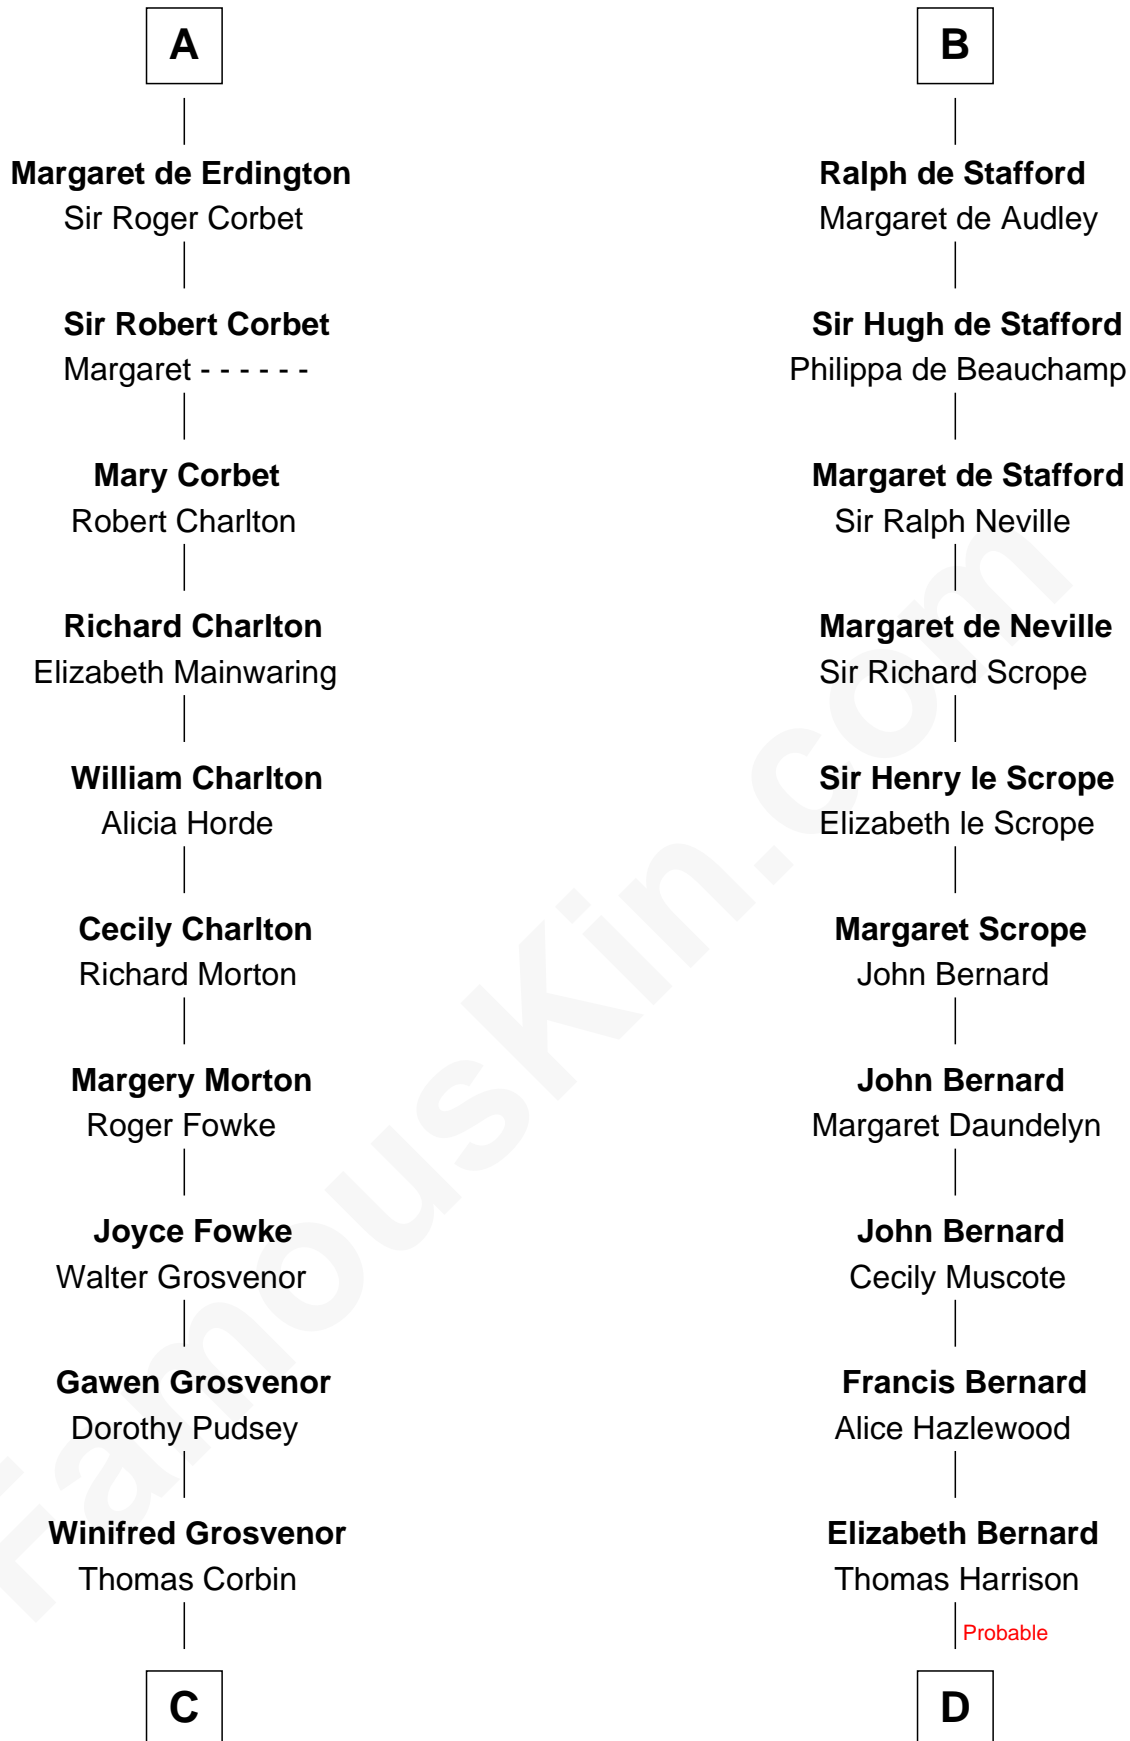 A
Margaret de Erdington
Sir Roger Corbet
Sir Robert Corbet
Margaret - - - - - -
Mary Corbet
Robert Charlton
Richard Charlton
Elizabeth Mainwaring
William Charlton
Alicia Horde
Cecily Charlton
Richard Morton
Margery Morton
Roger Fowke
Joyce Fowke
Walter Grosvenor
Gawen Grosvenor
Dorothy Pudsey
Winifred Grosvenor
Thomas Corbin
C
B
Ralph de Stafford
Margaret de Audley
Sir Hugh de Stafford
Philippa de Beauchamp
Margaret de Stafford
Sir Ralph Neville
Margaret de Neville
Sir Richard Scrope
Sir Henry le Scrope
Elizabeth le Scrope
Margaret Scrope
John Bernard
John Bernard
Margaret Daundelyn
John Bernard
Cecily Muscote
Francis Bernard
Alice Hazlewood
Elizabeth Bernard
Thomas Harrison
Probable
D
FamousKin.com